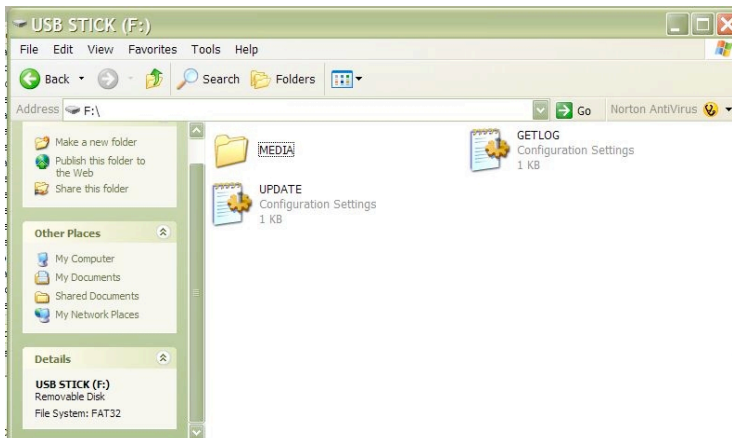 USB STICK (F:)
File Edit View Favorites Tools Help
Back Search Folders
Address F:\ Go Norton AntiVirus
Make a new folder
Publish this folder to
the Web
Share this folder
Other Places
My Computer
My Documents
Shared Documents
My Network Places
Details
USB STICK (F:)
Removable Disk
File System: FAT32
MEDIA
GETLOG
Configuration Settings
1 KB
UPDATE
Configuration Settings
1 KB